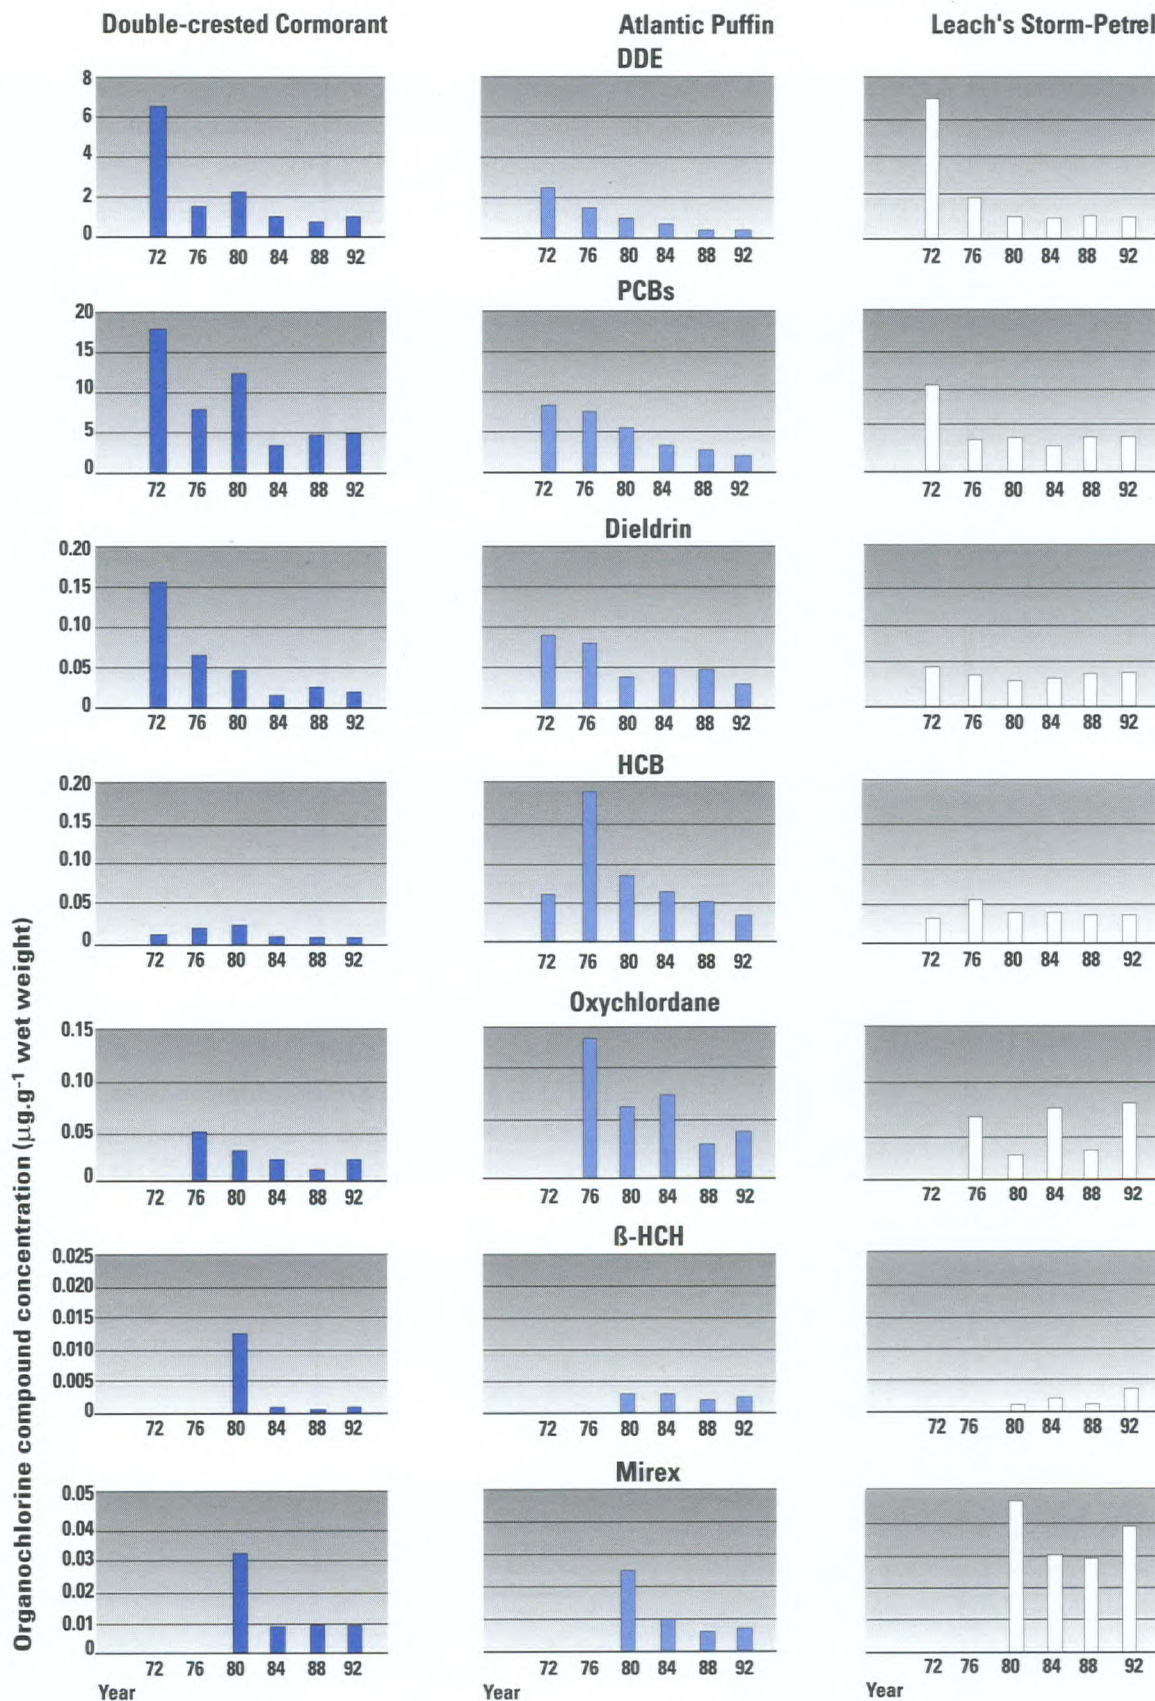 Double-crested Cormorant
Atlantic Puffin
Leach's Storm-Petrel
DDE
8
6
4
2
0
72 76 80 84 88 92
72 76 80 84 88 92
72 76 80 84 88 92
PCBs
20
15
10
5
0
72 76 80 84 88 92
72 76 80 84 88 92
72 76 80 84 88 92
Dieldrin
0.20
0.15
0.10
0.05
0
72 76 80 84 88 92
72 76 80 84 88 92
72 76 80 84 88 92
HCB
0.20
0.15
0.10
0.05
0
72 76 80 84 88 92
72 76 80 84 88 92
72 76 80 84 88 92
Oxychlordane
0.15
0.10
0.05
0
72 76 80 84 88 92
72 76 80 84 88 92
72 76 80 84 88 92
ß-HCH
0.025
0.020
0.015
0.010
0.005
0
72 76 80 84 88 92
72 76 80 84 88 92
72 76 80 84 88 92
Mirex
0.05
0.04
0.03
0.02
0.01
0
72 76 80 84 88 92
72 76 80 84 88 92
72 76 80 84 88 92
Year
Year
Year
Organochlorine compound concentration (µg.g⁻¹ wet weight)